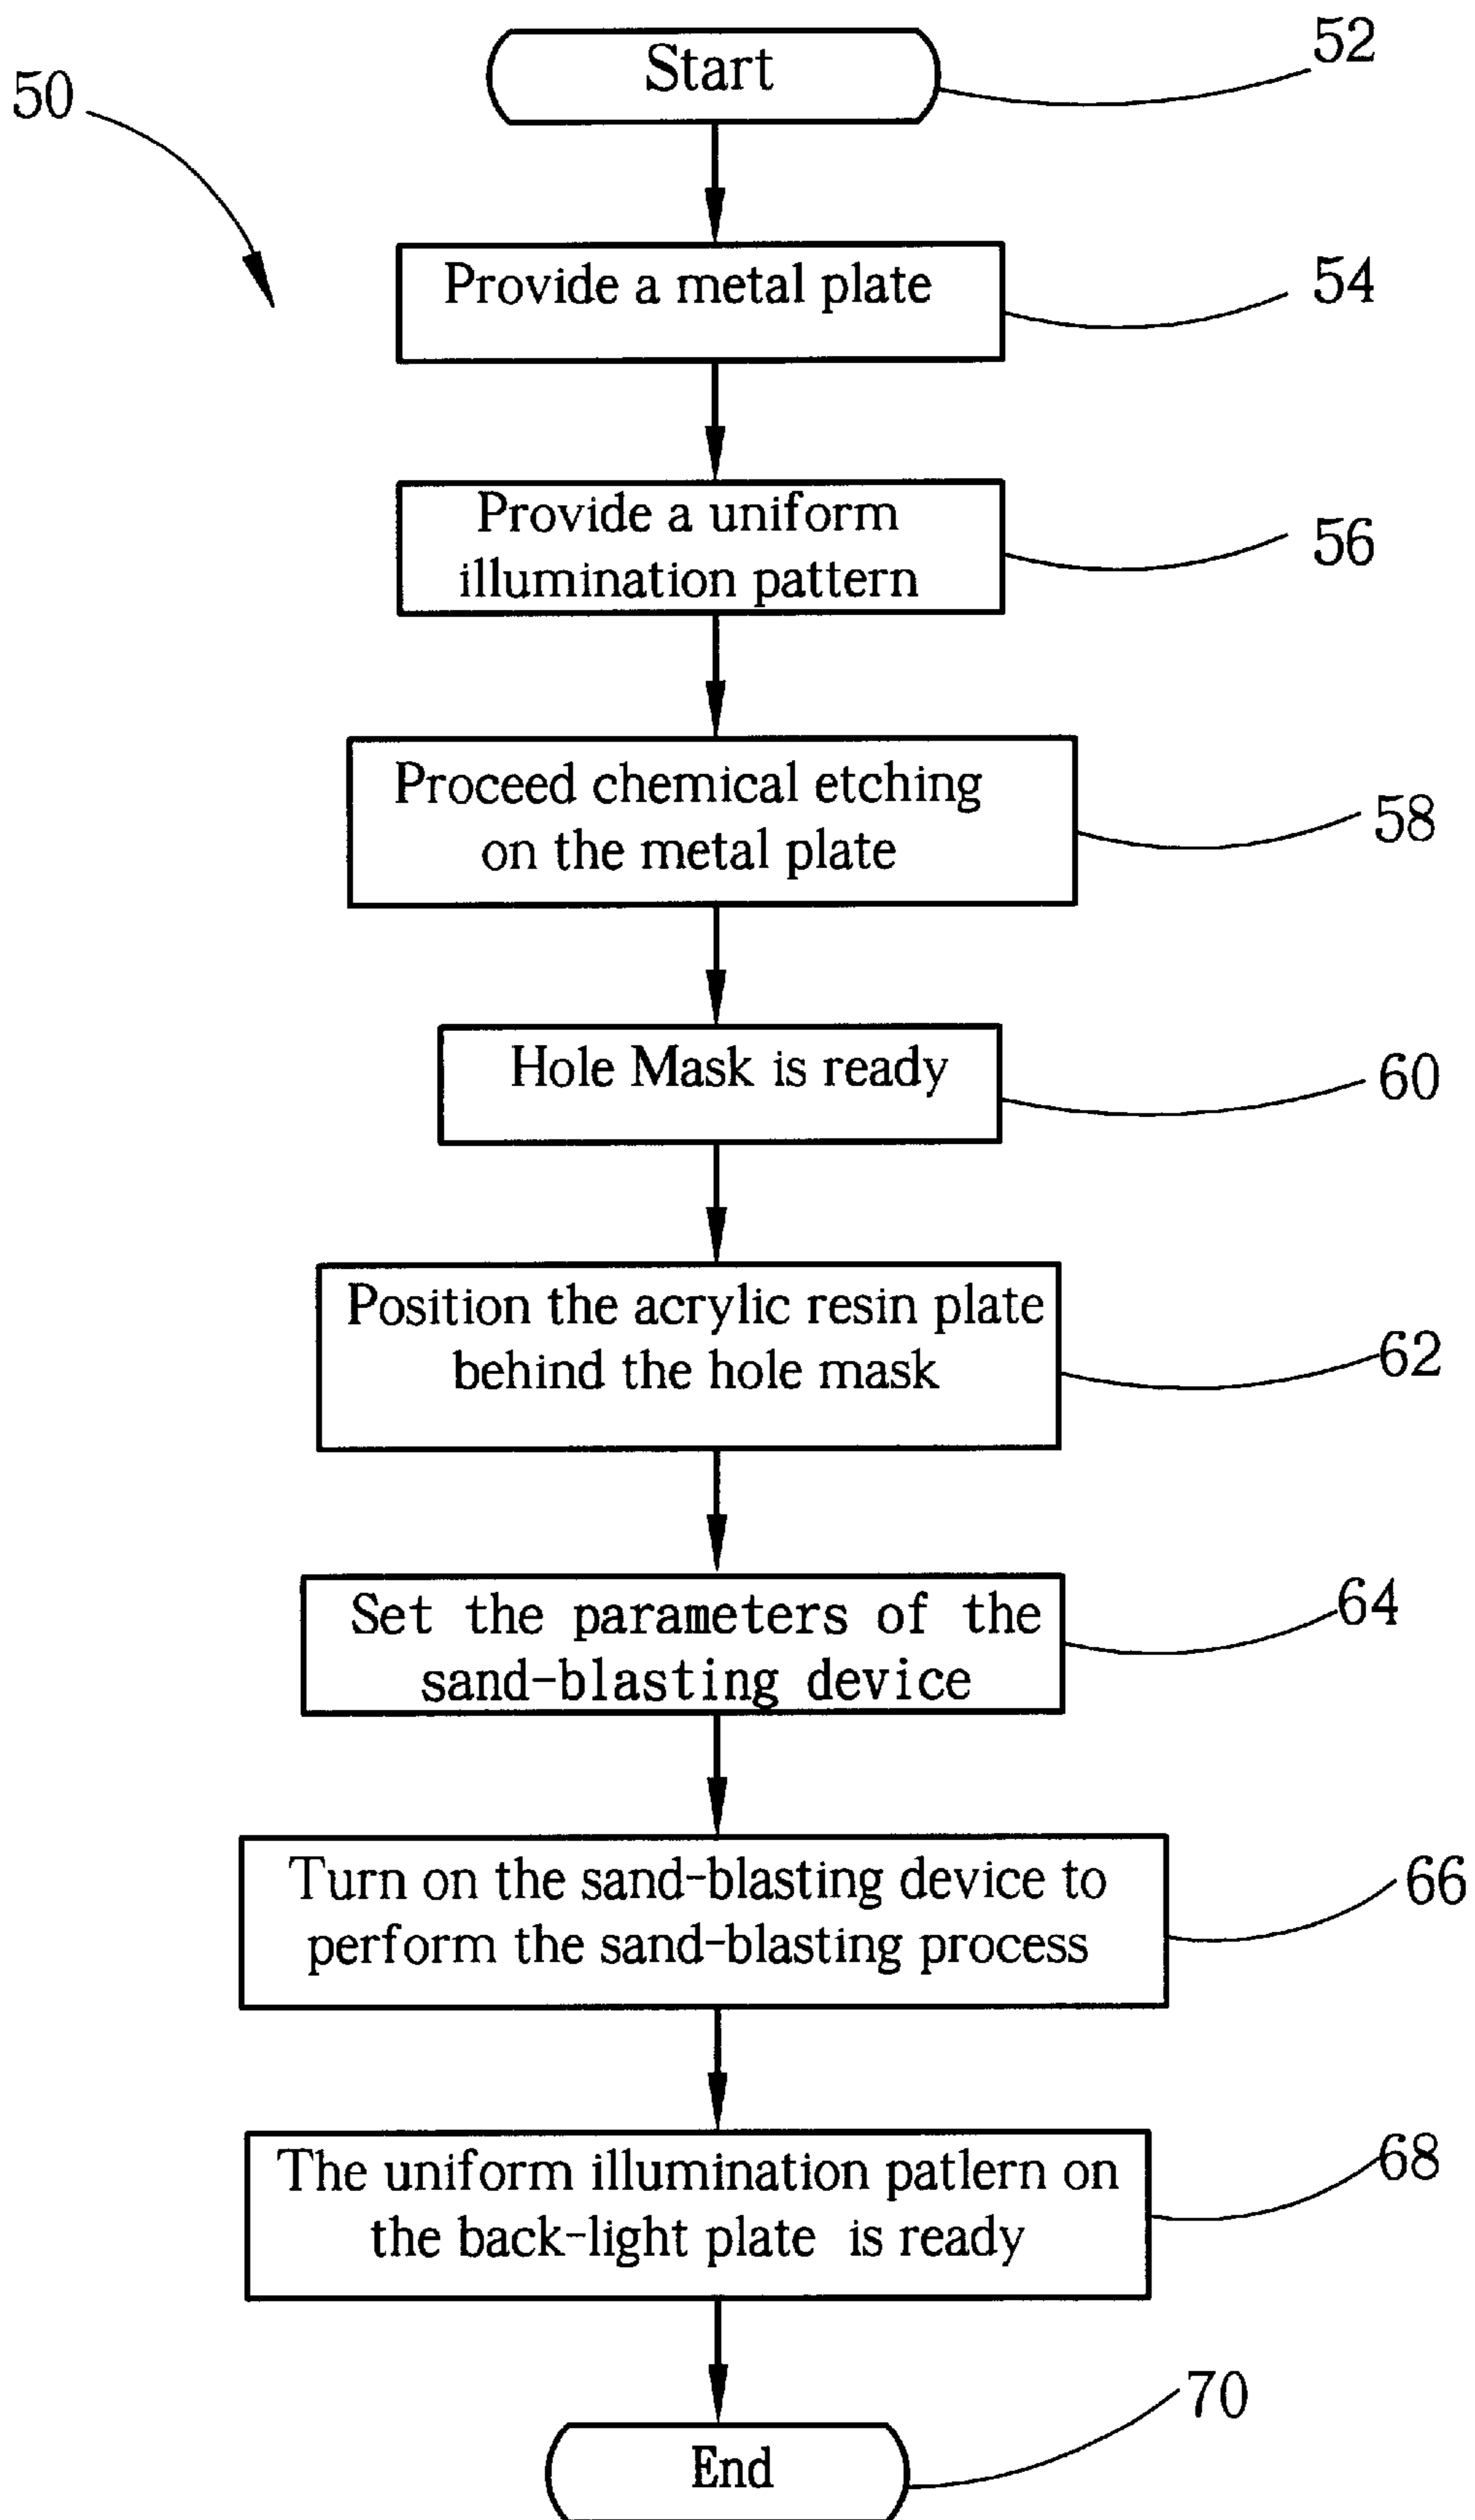 Start
52
50
Provide a metal plate
54
Provide a uniform
illumination pattern
56
Proceed chemical etching
on the metal plate
58
Hole Mask is ready
60
Position the acrylic resin plate
behind the hole mask
62
Set the parameters of the
sand-blasting device
64
Turn on the sand-blasting device to
perform the sand-blasting process
66
The uniform illumination patlern on
the back-light plate is ready
68
70
End